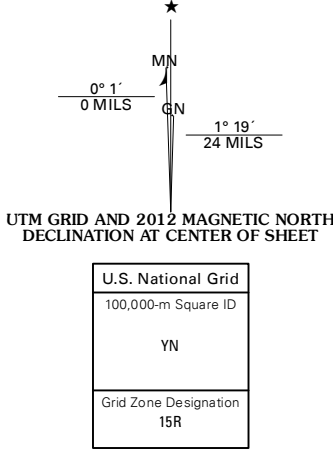 ★
MN
0° 1´
0 MILS
GN
1° 19´
24 MILS
UTM GRID AND 2012 MAGNETIC NORTH
DECLINATION AT CENTER OF SHEET
U.S. National Grid
100,000-m Square ID
YN
Grid Zone Designation
15R